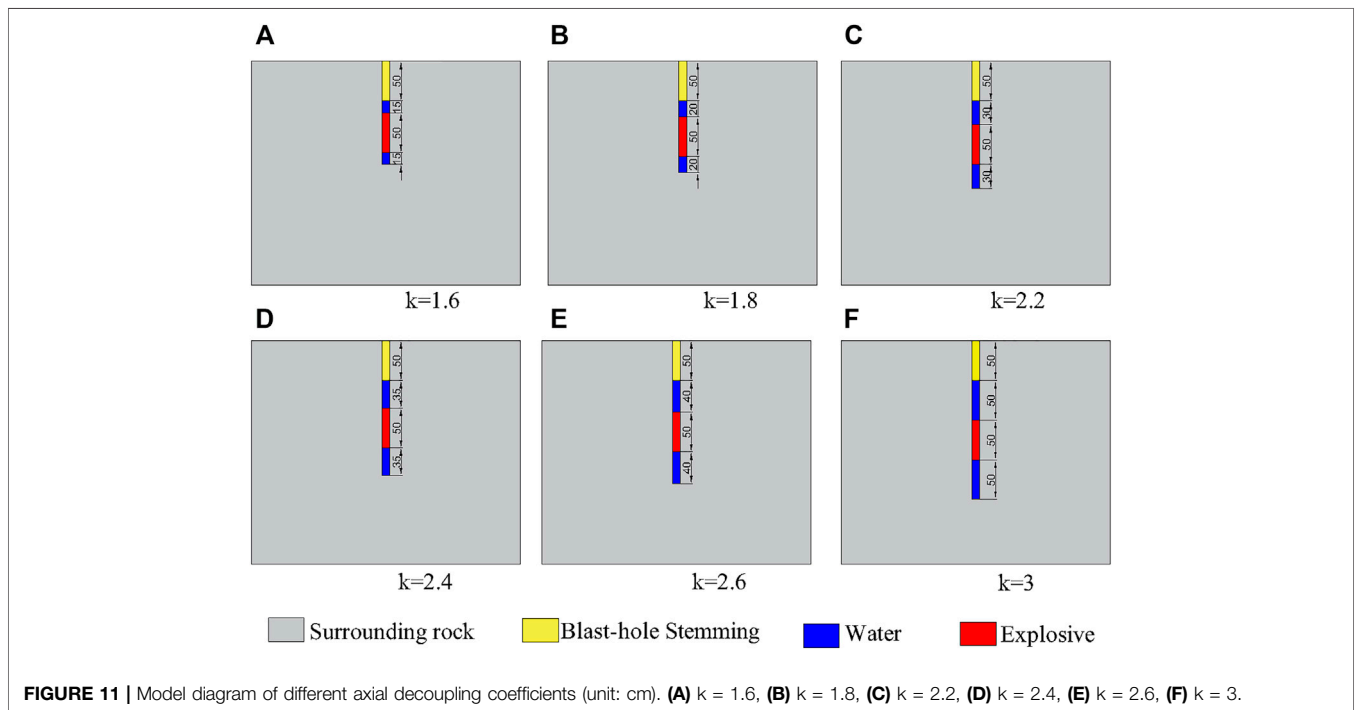 A
B
C
50
15
50
15
50
20
50
20
50
30
50
30
k=1.6
k=1.8
k=2.2
D
E
F
50
35
50
35
50
40
50
40
50
50
50
50
k=2.4
k=2.6
k=3
Surrounding rock
Blast-hole Stemming
Water
Explosive
FIGURE 11 | Model diagram of different axial decoupling coefficients (unit: cm). (A) k = 1.6, (B) k = 1.8, (C) k = 2.2, (D) k = 2.4, (E) k = 2.6, (F) k = 3.